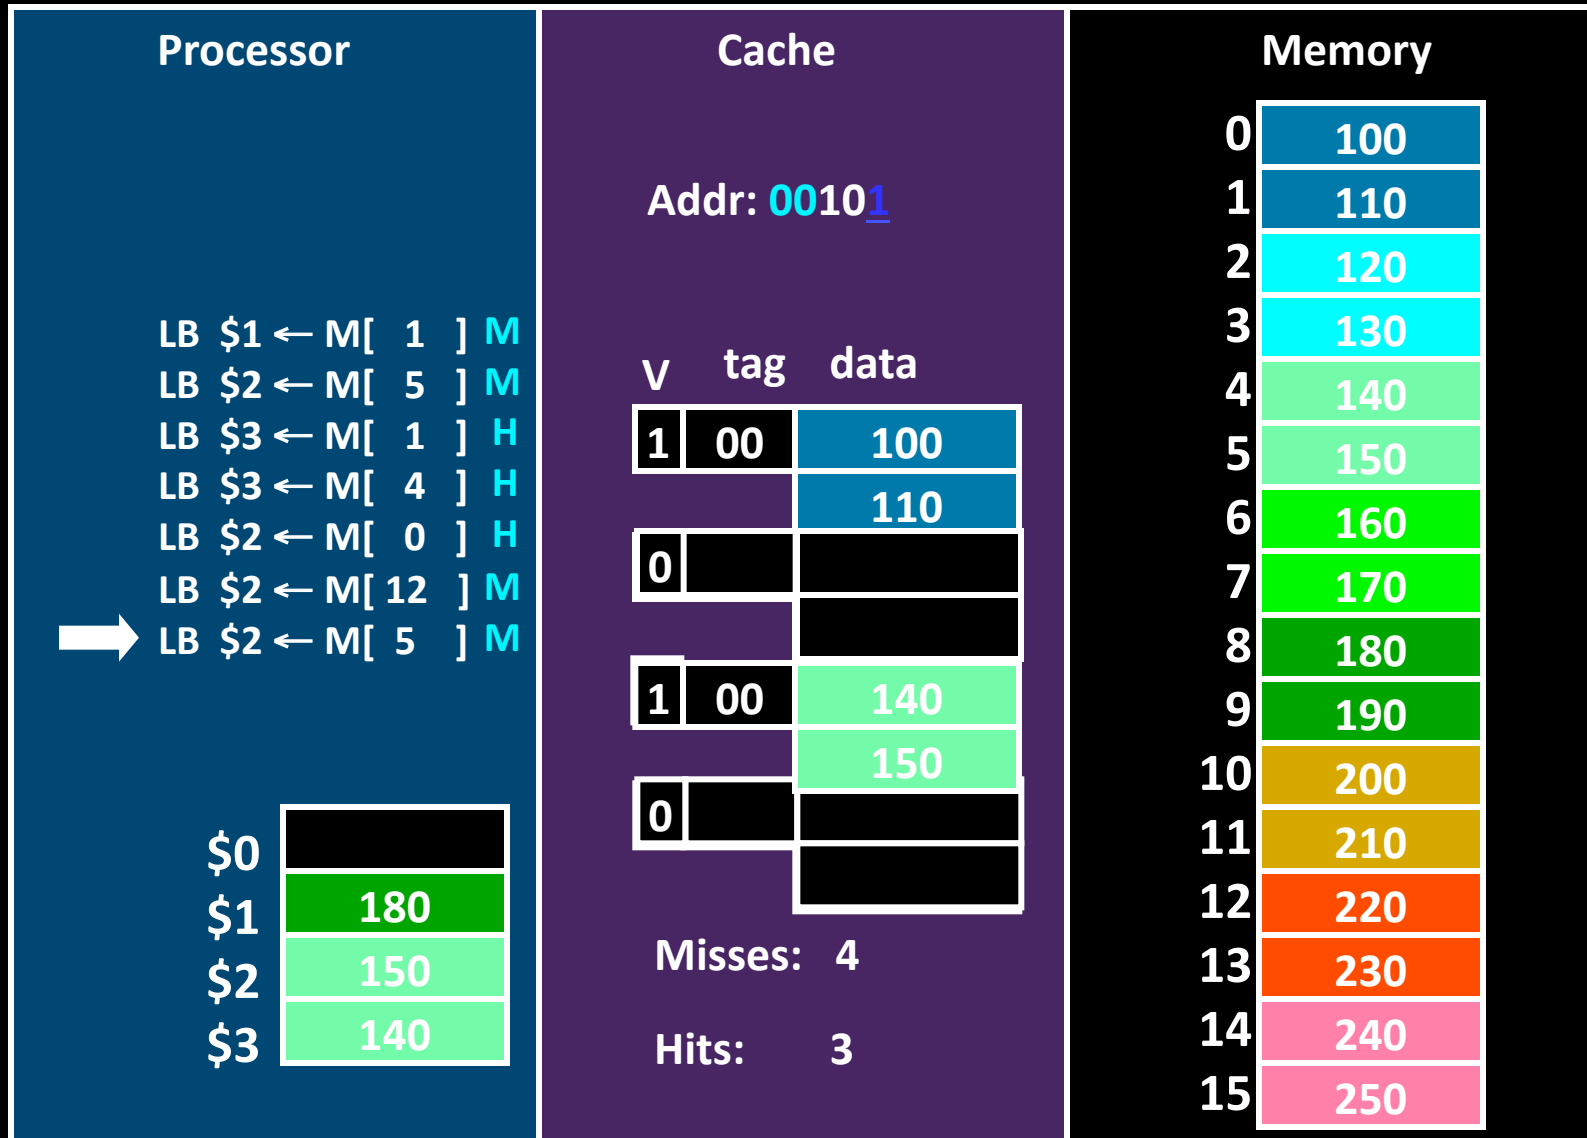 Processor
LB $1 ← M[ 1 ] M
LB $2 ← M[ 5 ] M
LB $3 ← M[ 1 ] H
LB $3 ← M[ 4 ] H
LB $2 ← M[ 0 ] H
LB $2 ← M[ 12 ] M
LB $2 ← M[ 5 ] M
$0
$1 180
$2 150
$3 140
Cache
Addr: 00101
V tag data
1 00 100
110
0
1 00 140
150
0
Misses: 4
Hits: 3
Memory
0 100
1 110
2 120
3 130
4 140
5 150
6 160
7 170
8 180
9 190
10 200
11 210
12 220
13 230
14 240
15 250